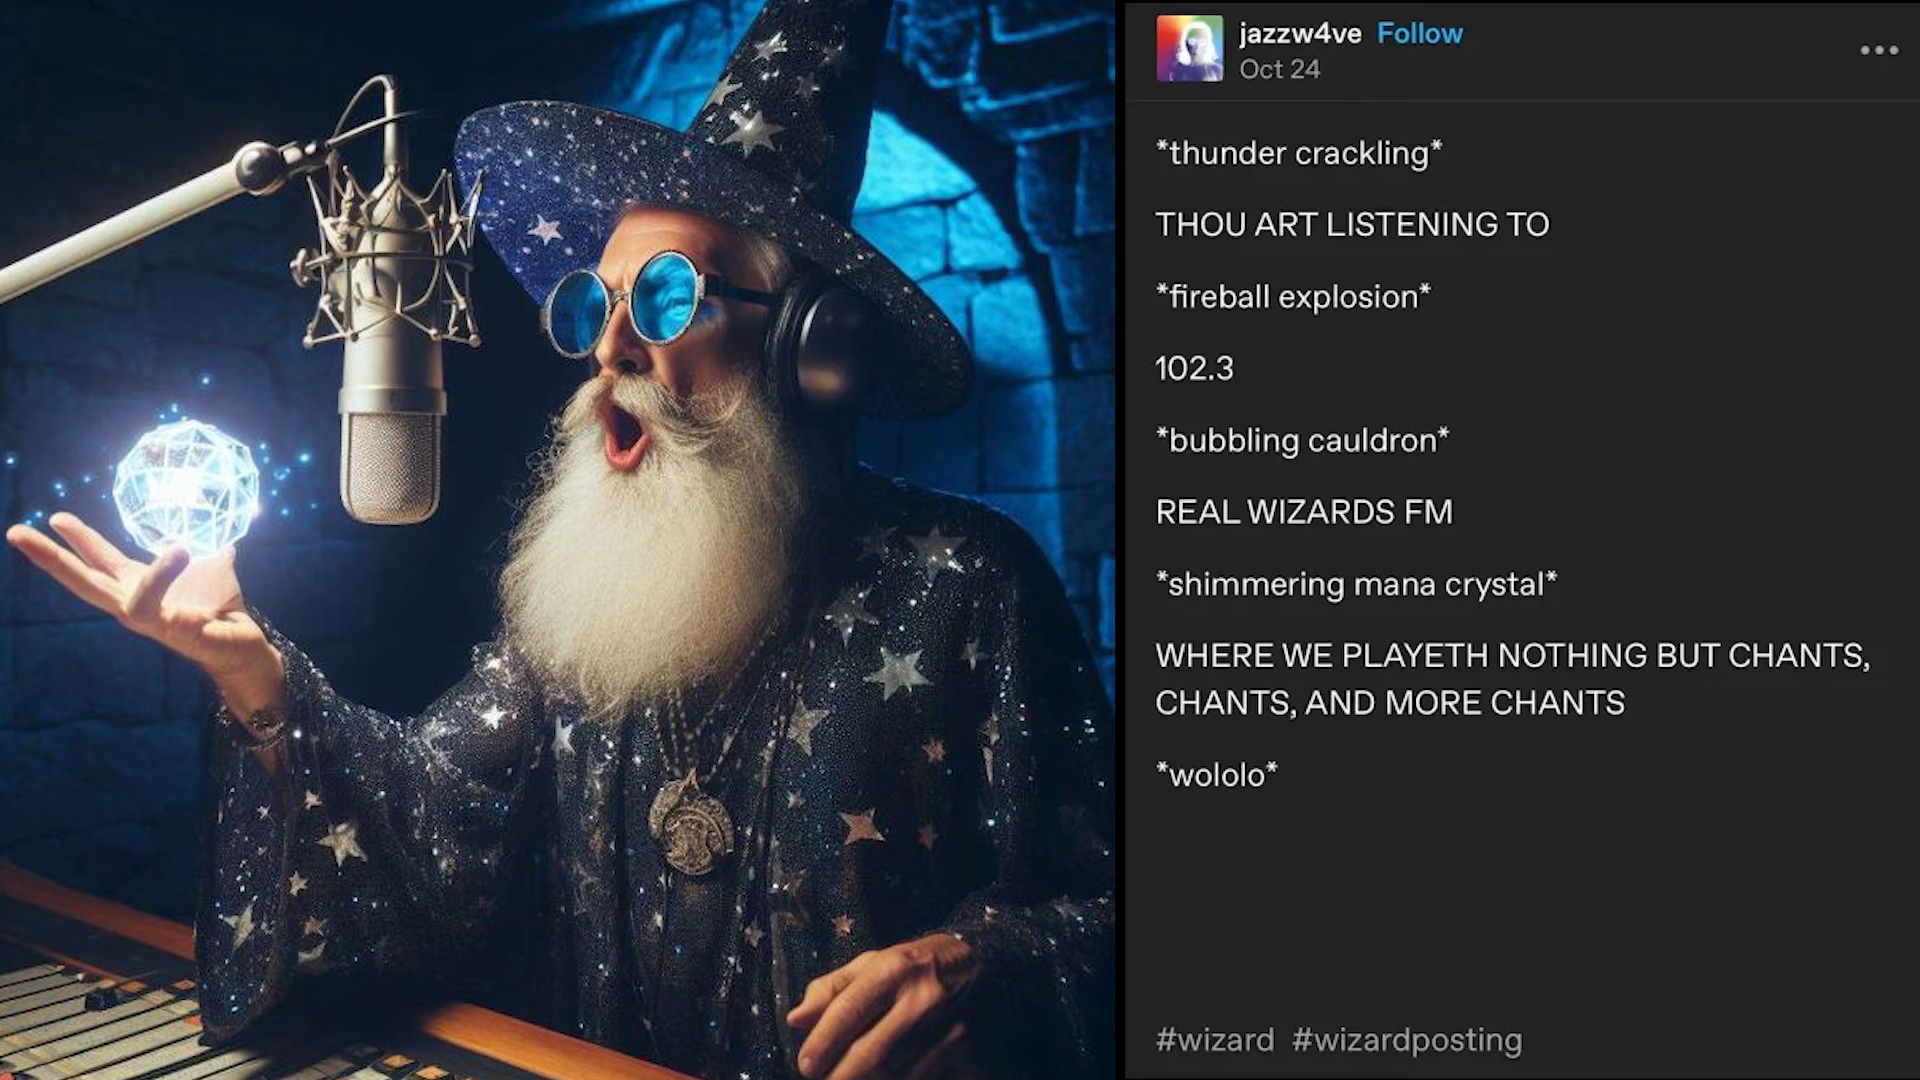 jazzw4ve Follow
Oct 24
*thunder crackling*
THOU ART LISTENING TO
*fireball explosion*
102.3
*bubbling cauldron*
REAL WIZARDS FM
*shimmering mana crystal*
WHERE WE PLAYETH NOTHING BUT CHANTS,
CHANTS, AND MORE CHANTS
*wololo*
#wizard #wizardposting